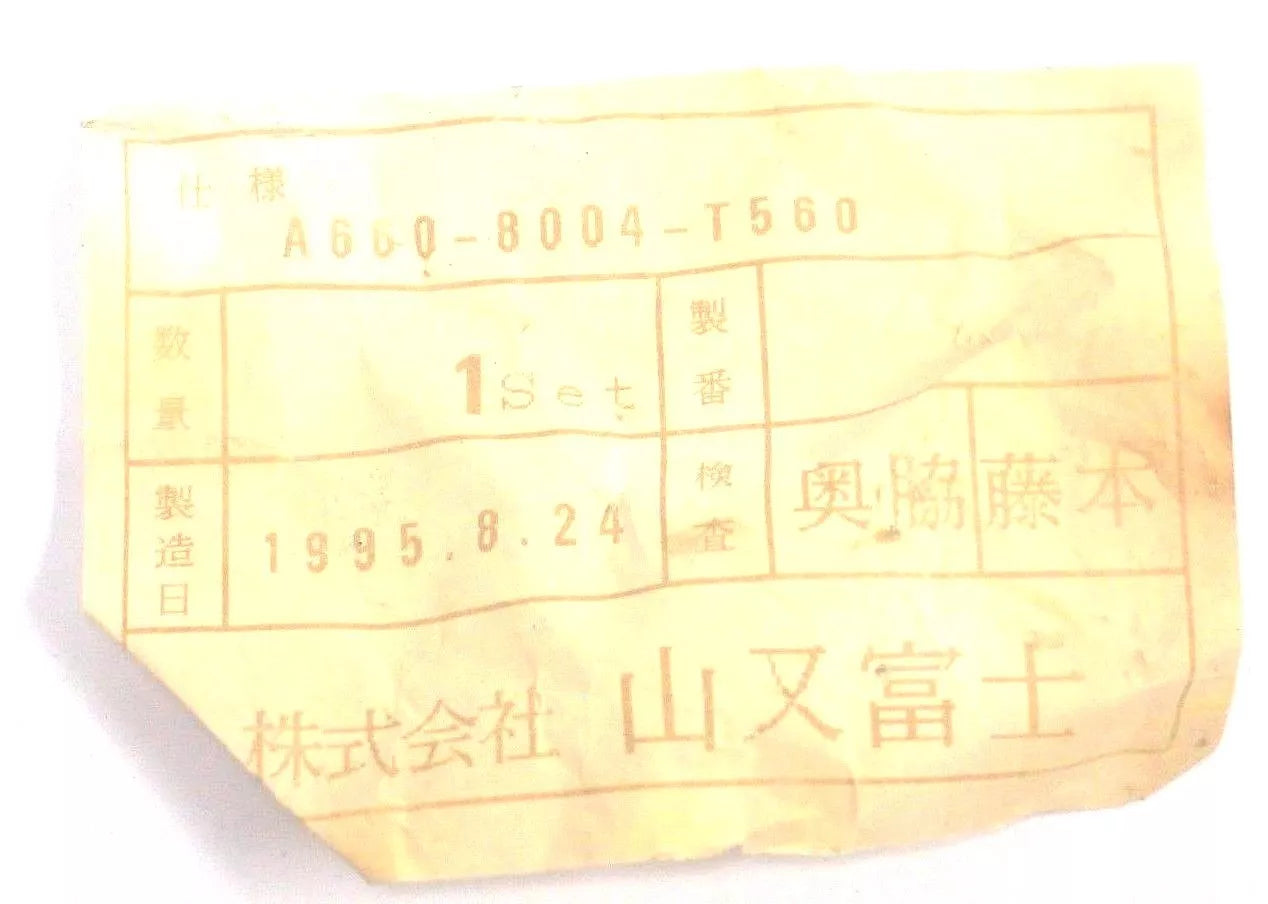 仕様
A660-8004-T560
数量
1Set
製番
製造日
1995.8.24
検査
奥脇 藤本
株式会社 山又富士